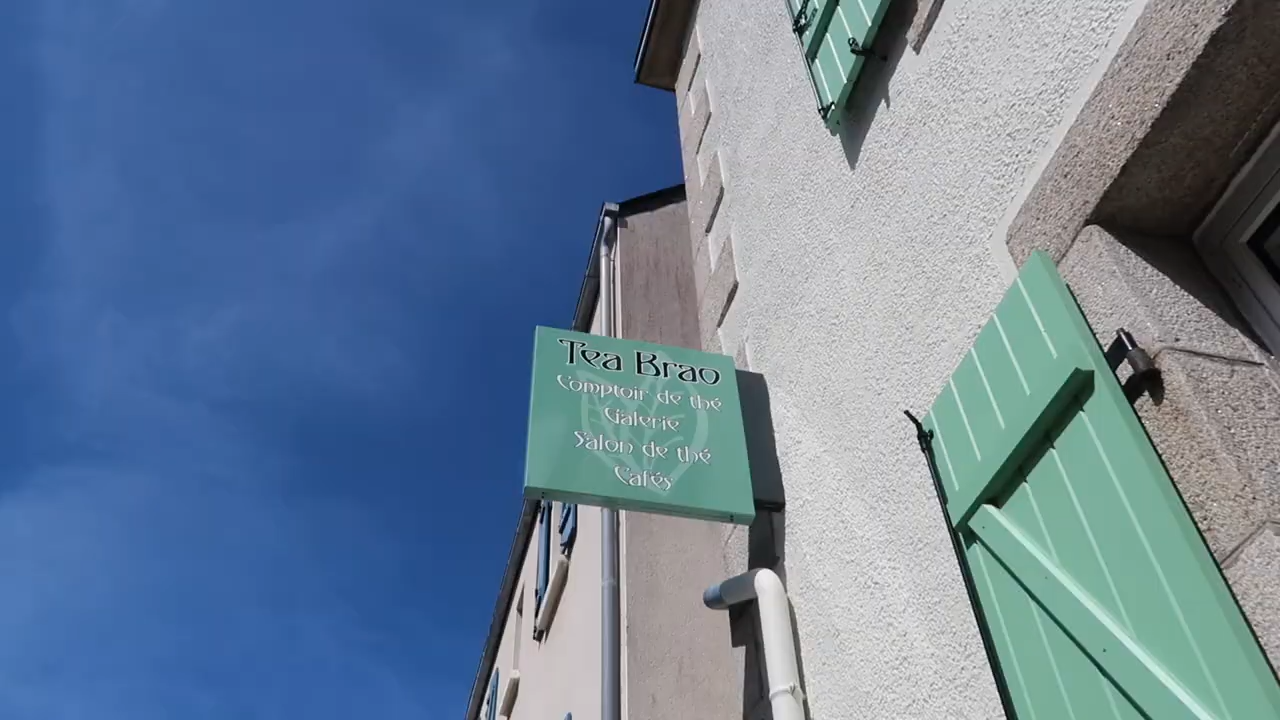 Tea Brao
Comptoir de thé
Galerie
Salon de thé
Cafés